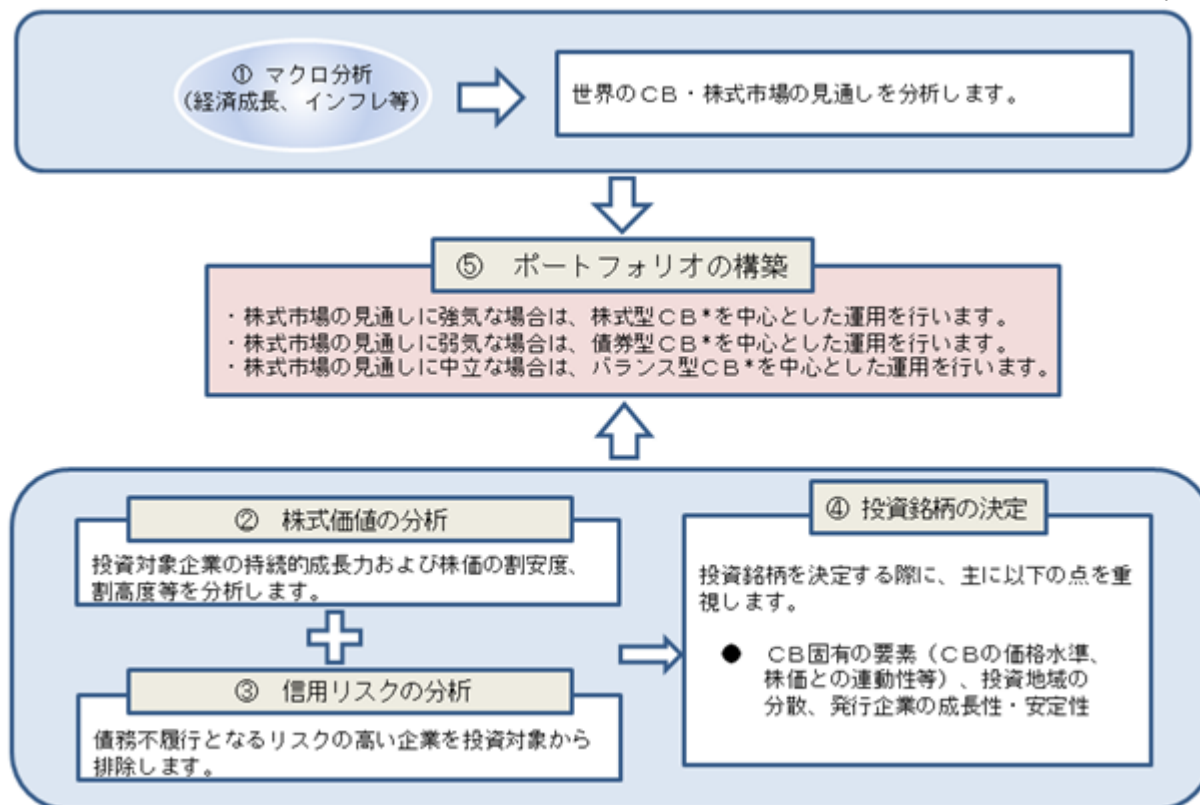 ① マクロ分析
(経済成長、インフレ等)
世界のCB・株式市場の見通しを分析します。
⑤ ポートフォリオの構築
・株式市場の見通しに強気な場合は、株式型CB*を中心とした運用を行います。
・株式市場の見通しに弱気な場合は、債券型CB*を中心とした運用を行います。
・株式市場の見通しに中立な場合は、バランス型CB*を中心とした運用を行います。
② 株式価値の分析
投資対象企業の持続的成長力および株価の割安度、
割高度等を分析します。
③ 信用リスクの分析
債務不履行となるリスクの高い企業を投資対象から
排除します。
④ 投資銘柄の決定
投資銘柄を決定する際に、主に以下の点を重
視します。
● CB固有の要素（CBの価格水準、
株価との連動性等）、投資地域の
分散、発行企業の成長性・安定性